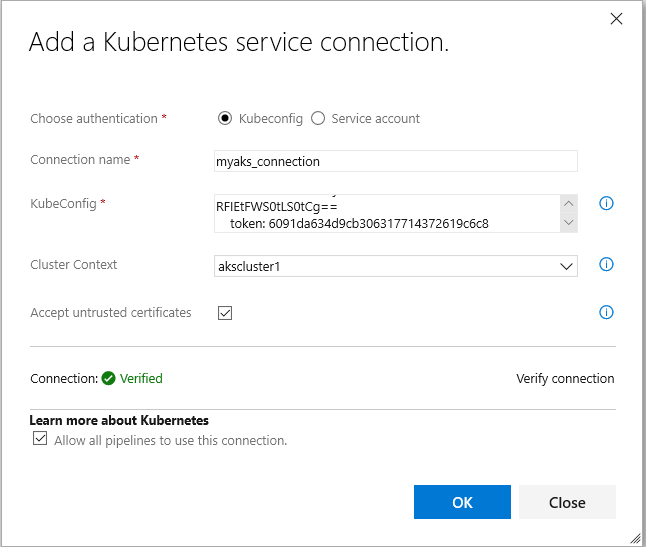 Add a Kubernetes service connection.
Choose authentication * Kubeconfig Service account
Connection name * myaks_connection
KubeConfig * RFIEtFWS0tLS0tCg==
token: 6091da634d9cb306317714372619c6c8
Cluster Context akscluster1
Accept untrusted certificates
Connection: Verified Verify connection
Learn more about Kubernetes
Allow all pipelines to use this connection.
OK Close